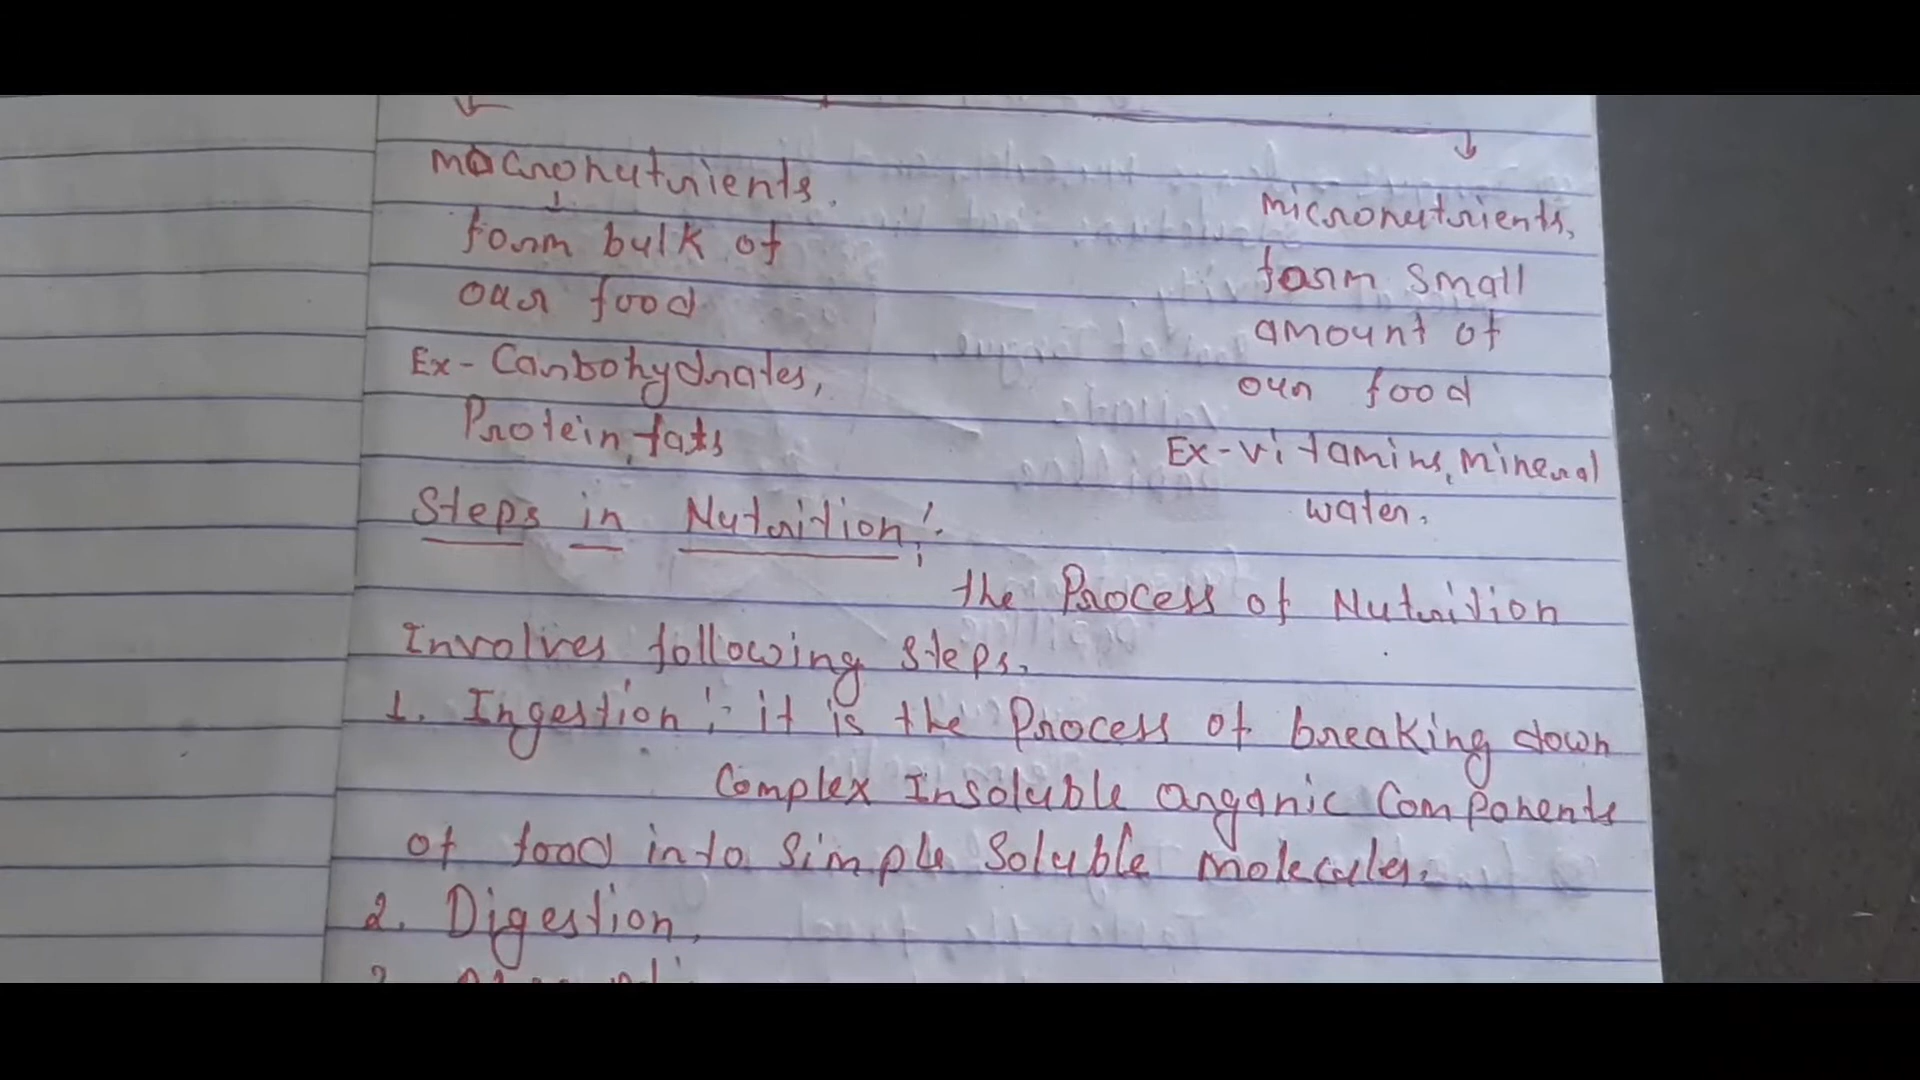 macronutrients,
form bulk of
our food
Ex- Carbohydrates,
Protein, fats
micronutrients,
form small
amount of
our food
Ex-vitamins, mineral
water.
Steps in Nutrition:
the Process of Nutrition
Involves following steps.
1. Ingestion:- it is the Process of breaking down
Complex Insoluble organic Components
of food into Simple Soluble molecules.
2. Digestion,